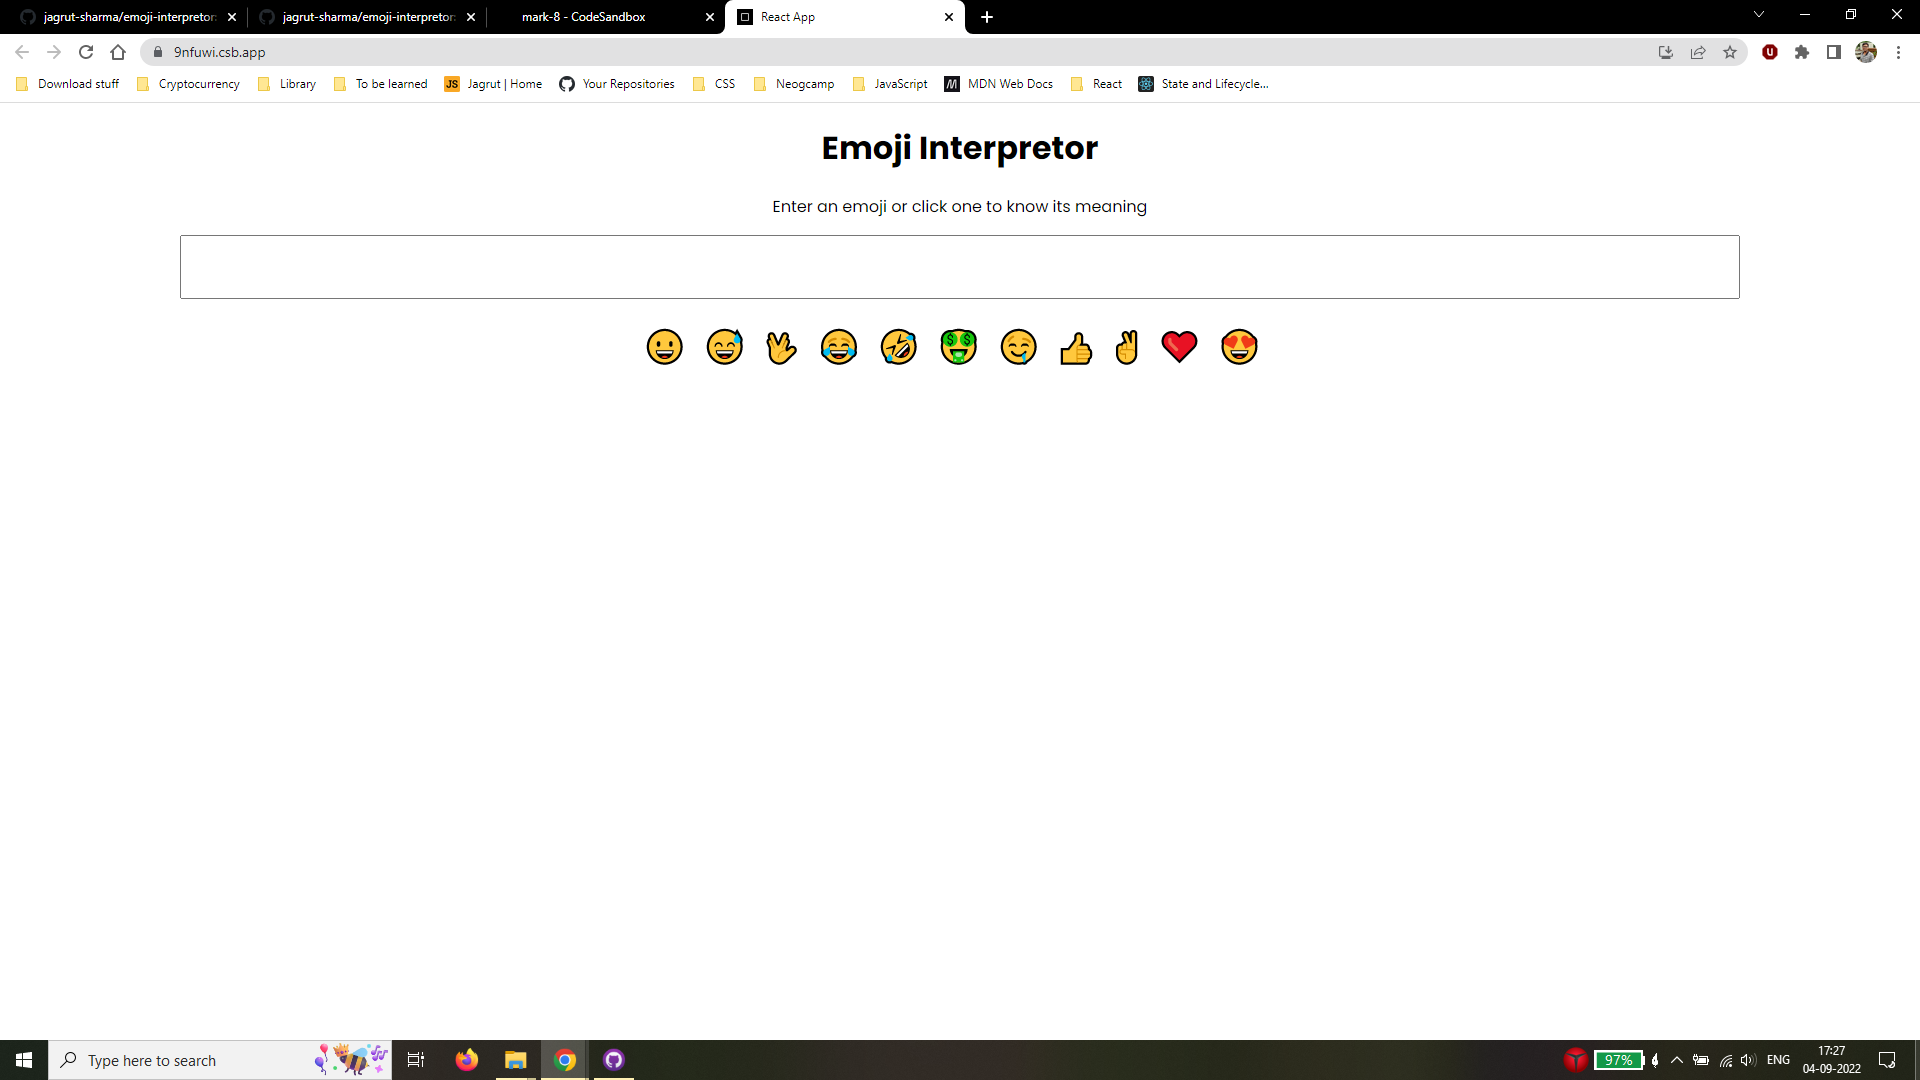 jagrut-sharma/emoji-interpretor:
jagrut-sharma/emoji-interpretor:
mark-8 - CodeSandbox
React App
9nfuwi.csb.app
Download stuff
Cryptocurrency
Library
To be learned
JS
Jagrut | Home
Your Repositories
CSS
Neogcamp
JavaScript
M
MDN Web Docs
React
State and Lifecycle...
Emoji Interpretor
Enter an emoji or click one to know its meaning
Type here to search
97%
ENG
17:27
04-09-2022